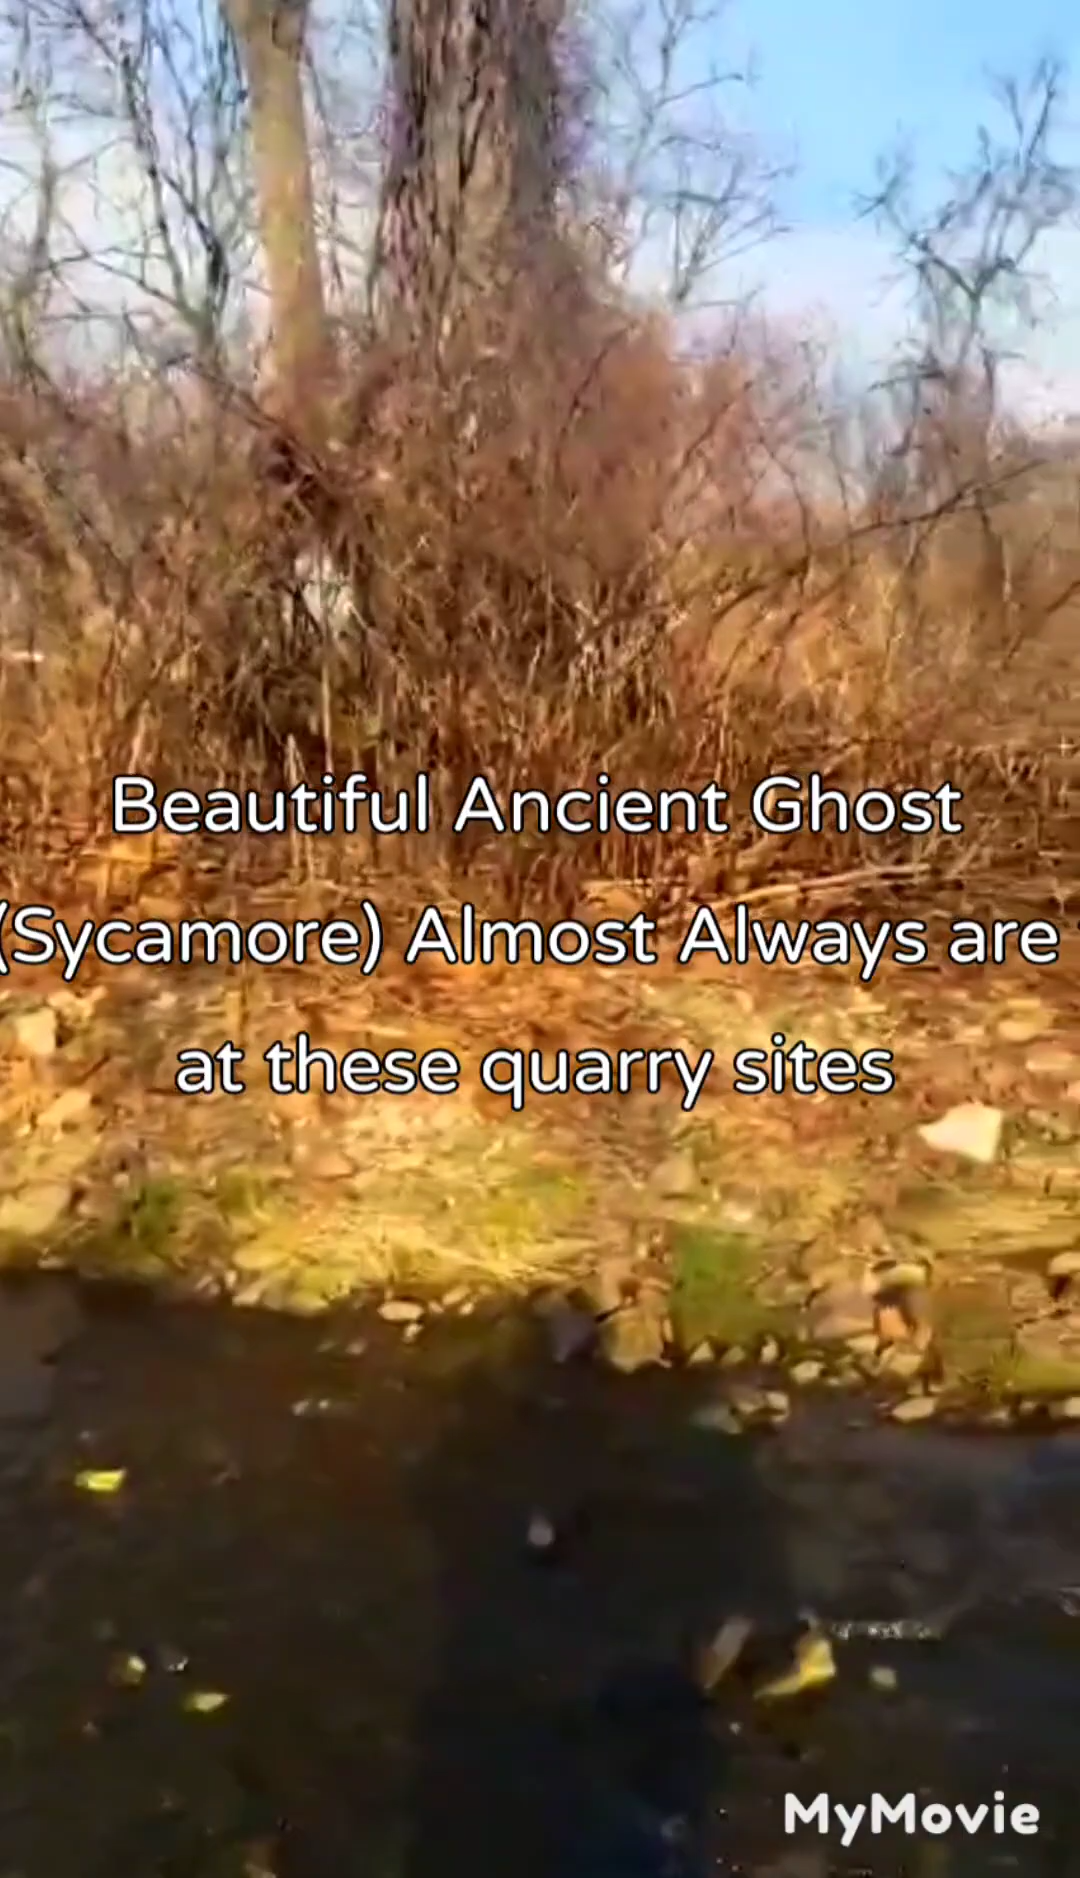 Beautiful Ancient Ghost
(Sycamore) Almost Always are
at these quarry sites
MyMovie